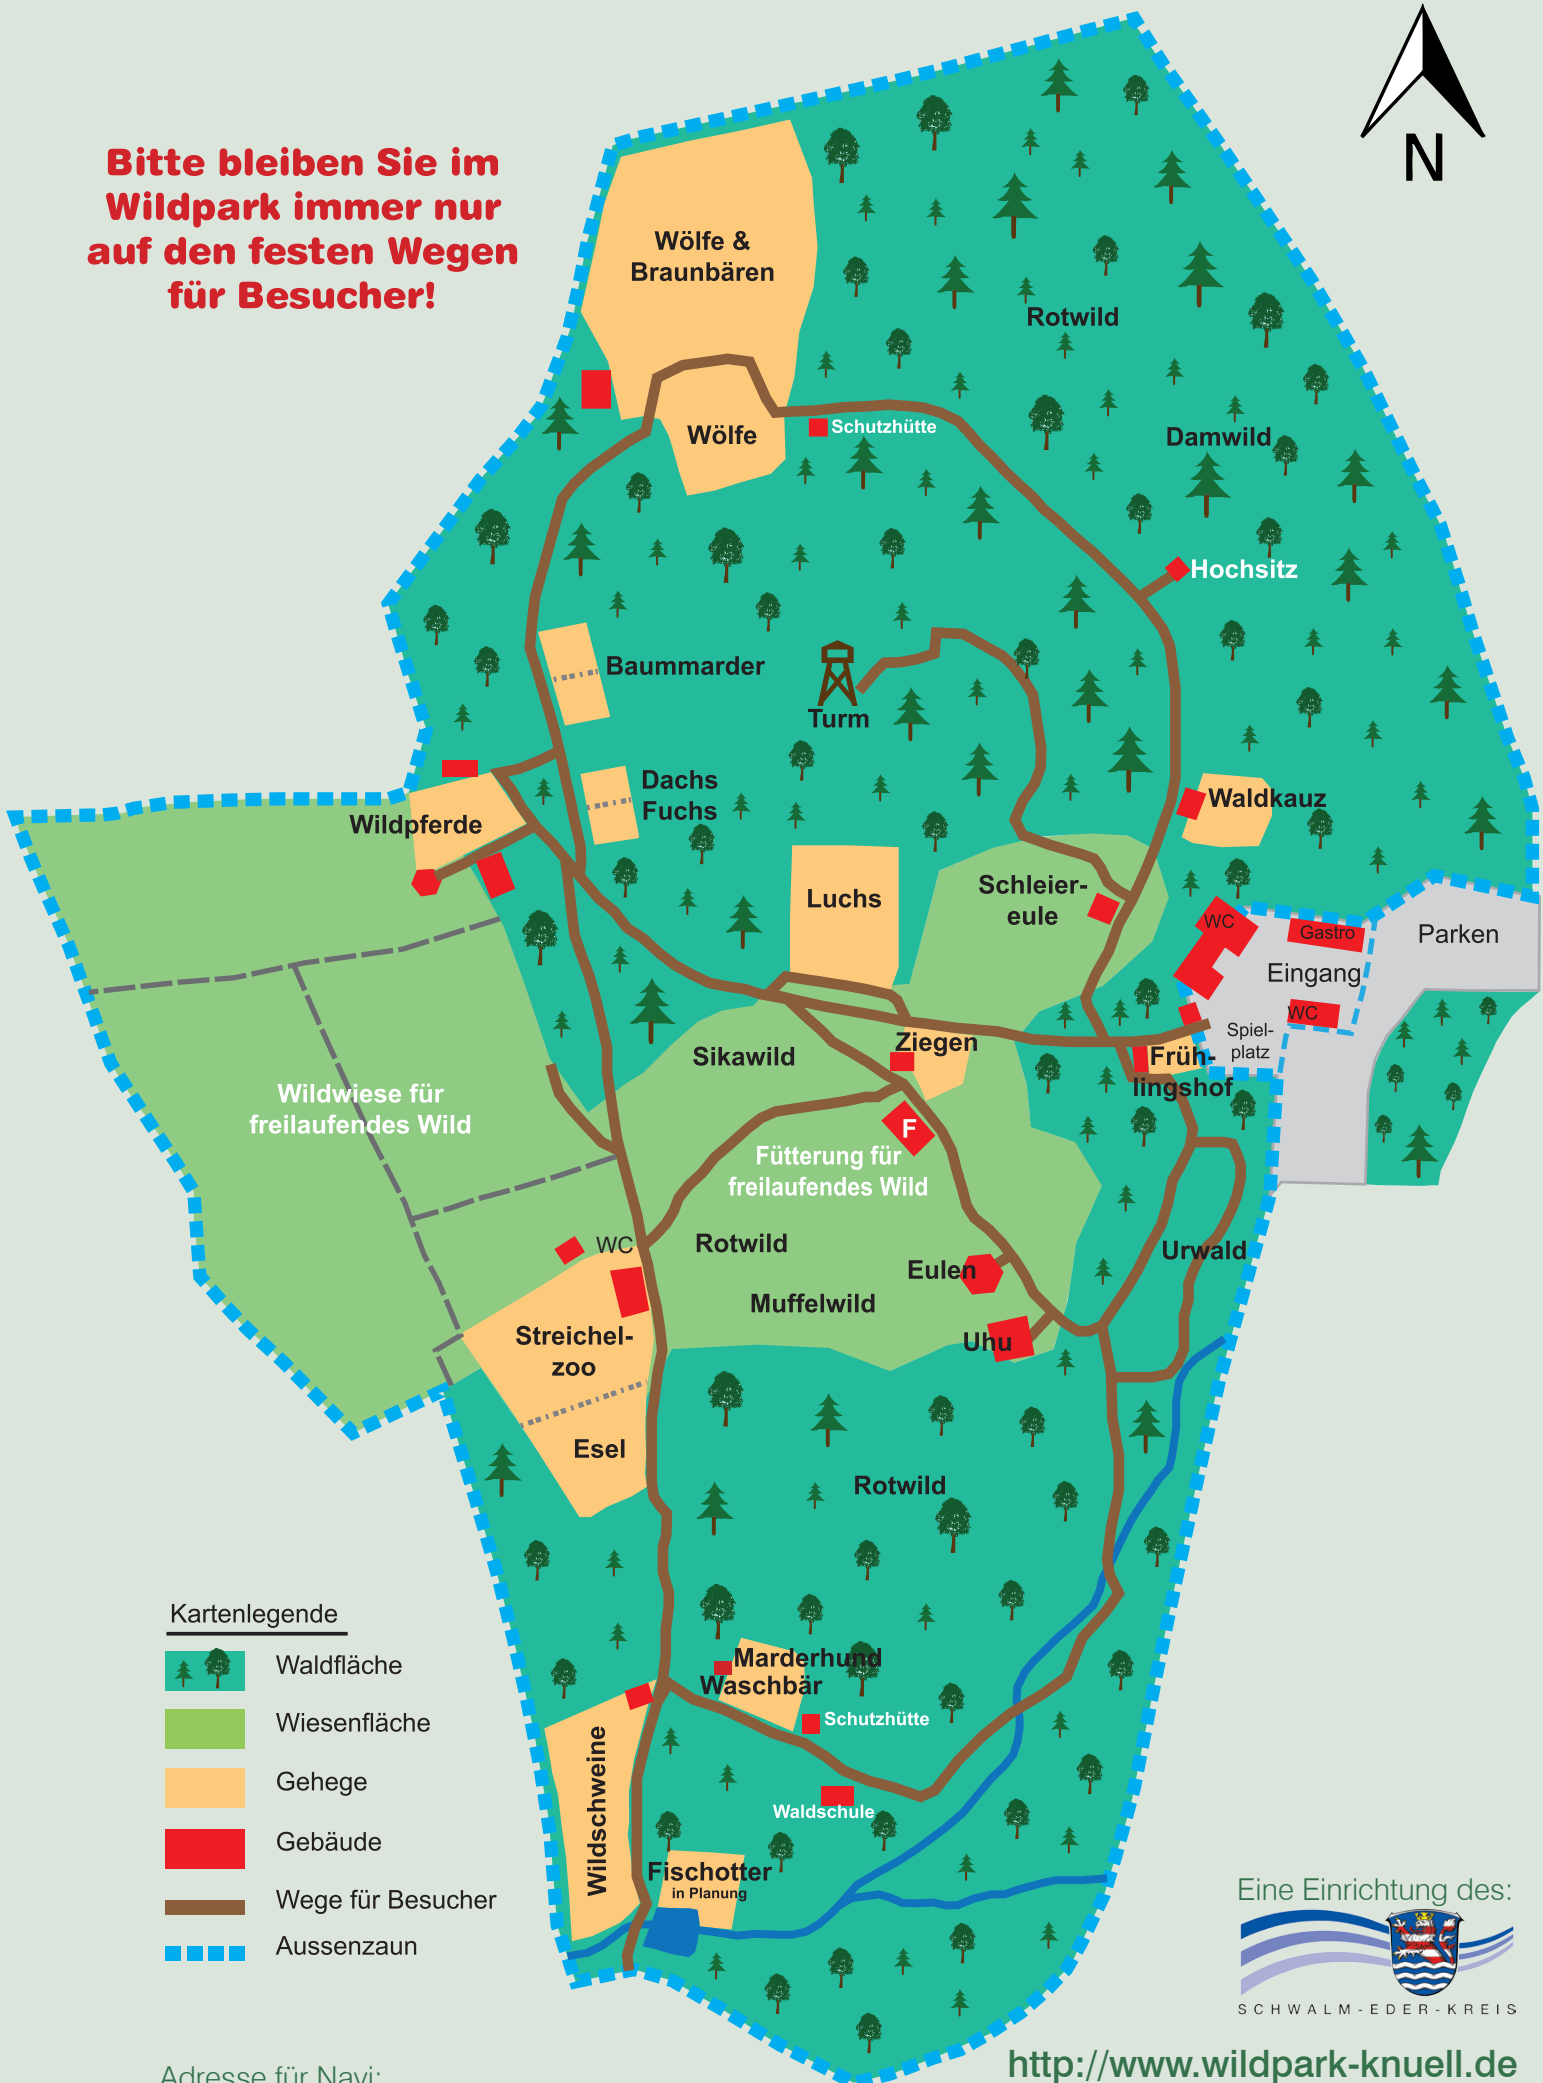 N
Bitte bleiben Sie im
Wildpark immer nur
auf den festen Wegen
für Besucher!
Wölfe &
Braunbären
Rotwild
Wölfe
Schutzhütte
Damwild
Hochsitz
Baummarder
Turm
Dachs
Fuchs
Waldkauz
Wildpferde
Luchs
Schleier-
eule
WC
Gastro
Parken
Eingang
WC
Spiel-
platz
Ziegen
Sikawild
Früh-
lingshof
Wildwiese für
freilaufendes Wild
F
Fütterung für
freilaufendes Wild
WC
Rotwild
Urwald
Eulen
Muffelwild
Uhu
Streichel-
zoo
Esel
Rotwild
Marderhund
Waschbär
Schutzhütte
Wildschweine
Waldschule
Fischotter
in Planung
Kartenlegende
Waldfläche
Wiesenfläche
Gehege
Gebäude
Wege für Besucher
Aussenzaun
Eine Einrichtung des:
SCHWALM-EDER-KREIS
http://www.wildpark-knuell.de
Adresse für Navi: